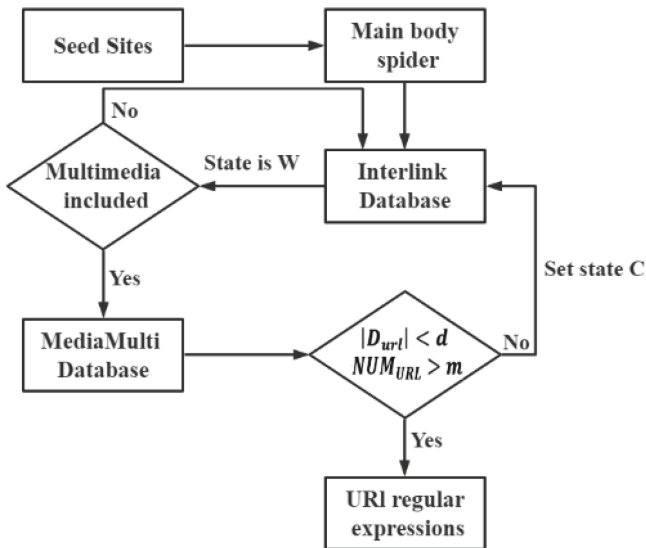 Seed Sites
Main body
spider
No
Multimedia
included
State is W
Interlink
Database
Set state C
Yes
MediaMulti
Database
|D_url| < d
NUM_URL > m
No
Yes
URl regular
expressions